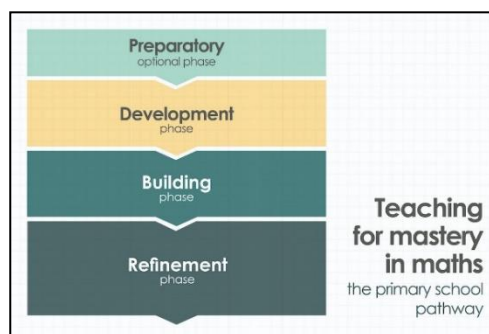 Preparatory
optional phase
Development
phase
Building
phase
Refinement
phase
Teaching
for mastery
in maths
the primary school
pathway